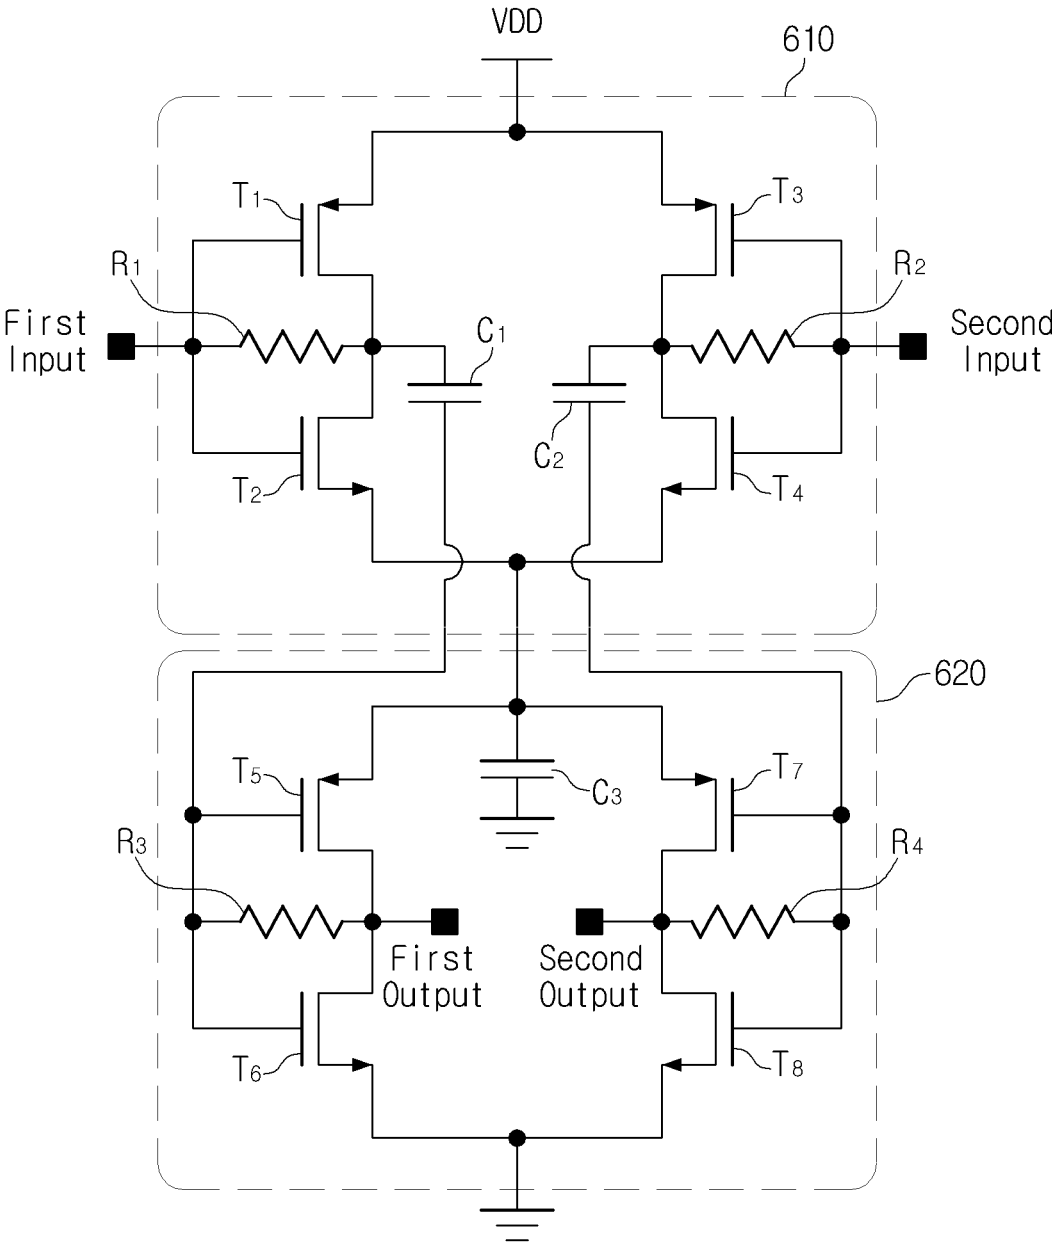 VDD
610
T1
T3
R1
R2
First
Input
C1
Second
Input
C2
T2
T4
620
T5
T7
C3
R3
R4
First
Output
Second
Output
T6
T8